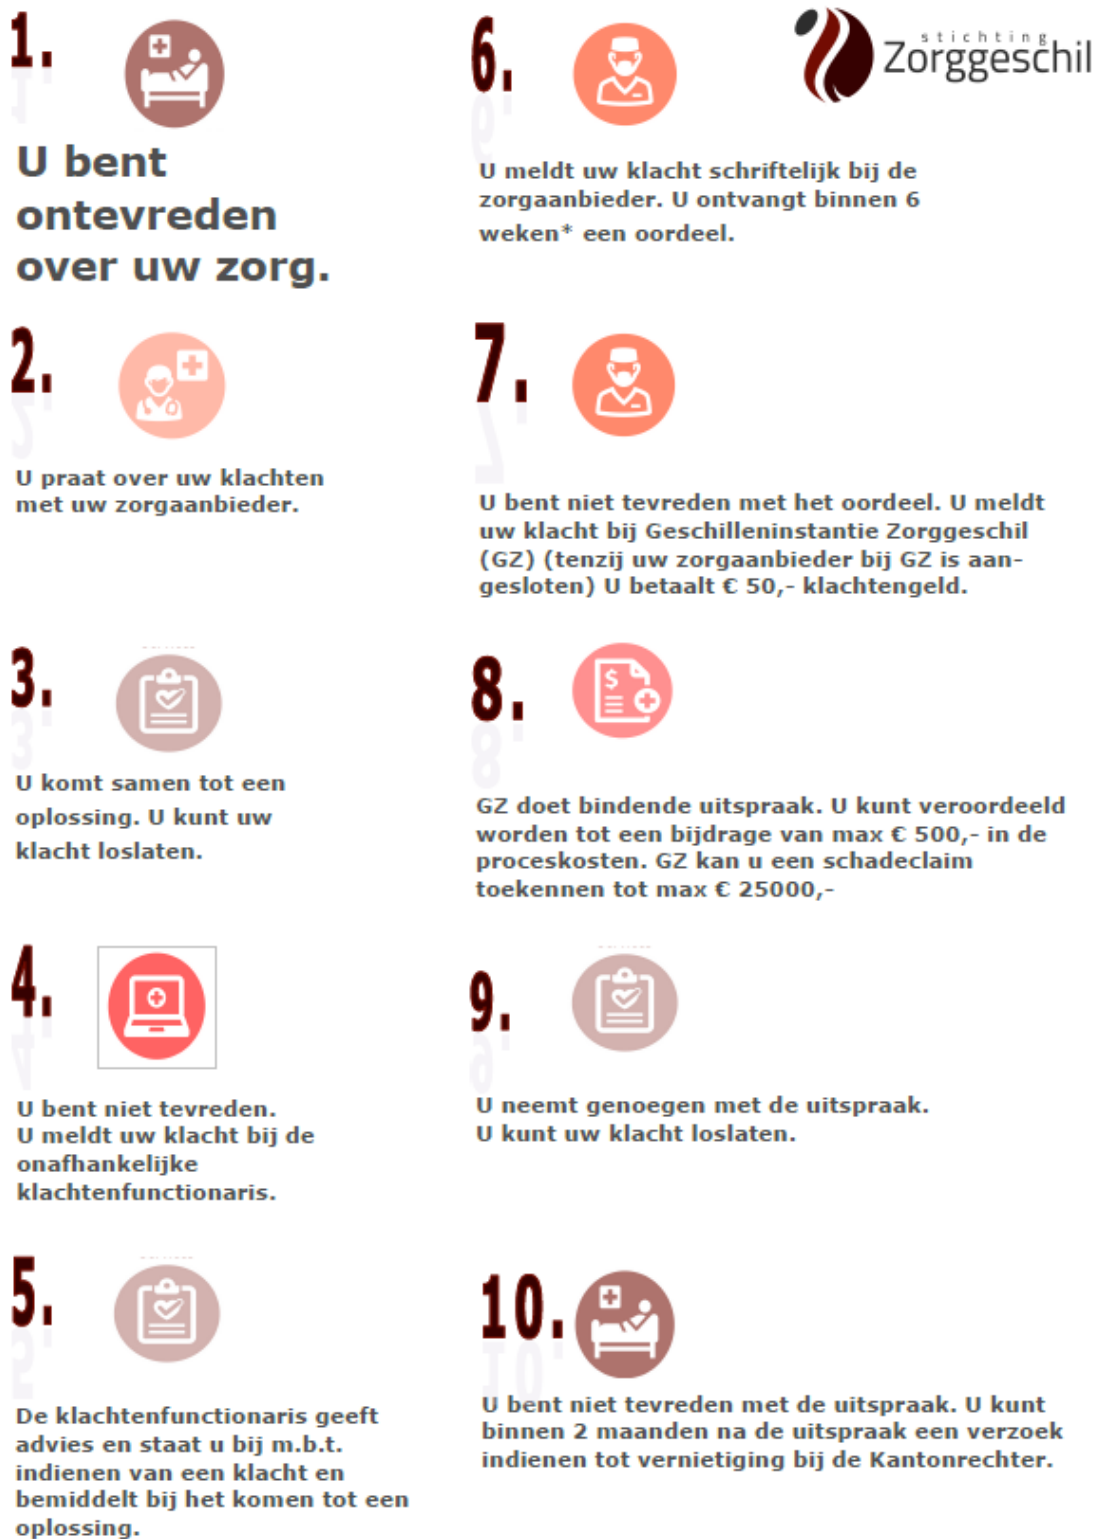 1.
U bent
ontevreden
over uw zorg.
2.
U praat over uw klachten
met uw zorgaanbieder.
3.
U komt samen tot een
oplossing. U kunt uw
klacht loslaten.
4.
U bent niet tevreden.
U meldt uw klacht bij de
onafhankelijke
klachtenfunctionaris.
5.
De klachtenfunctionaris geeft
advies en staat u bij m.b.t.
indienen van een klacht en
bemiddelt bij het komen tot een
oplossing.
stichting
Zorggeschil
6.
U meldt uw klacht schriftelijk bij de
zorgaanbieder. U ontvangt binnen 6
weken* een oordeel.
7.
U bent niet tevreden met het oordeel. U meldt
uw klacht bij Geschilleninstantie Zorggeschil
(GZ) (tenzij uw zorgaanbieder bij GZ is aan-
gesloten) U betaalt € 50,- klachtengeld.
8.
$
GZ doet bindende uitspraak. U kunt veroordeeld
worden tot een bijdrage van max € 500,- in de
proceskosten. GZ kan u een schadeclaim
toekennen tot max € 25000,-
9.
U neemt genoegen met de uitspraak.
U kunt uw klacht loslaten.
10.
U bent niet tevreden met de uitspraak. U kunt
binnen 2 maanden na de uitspraak een verzoek
indienen tot vernietiging bij de Kantonrechter.